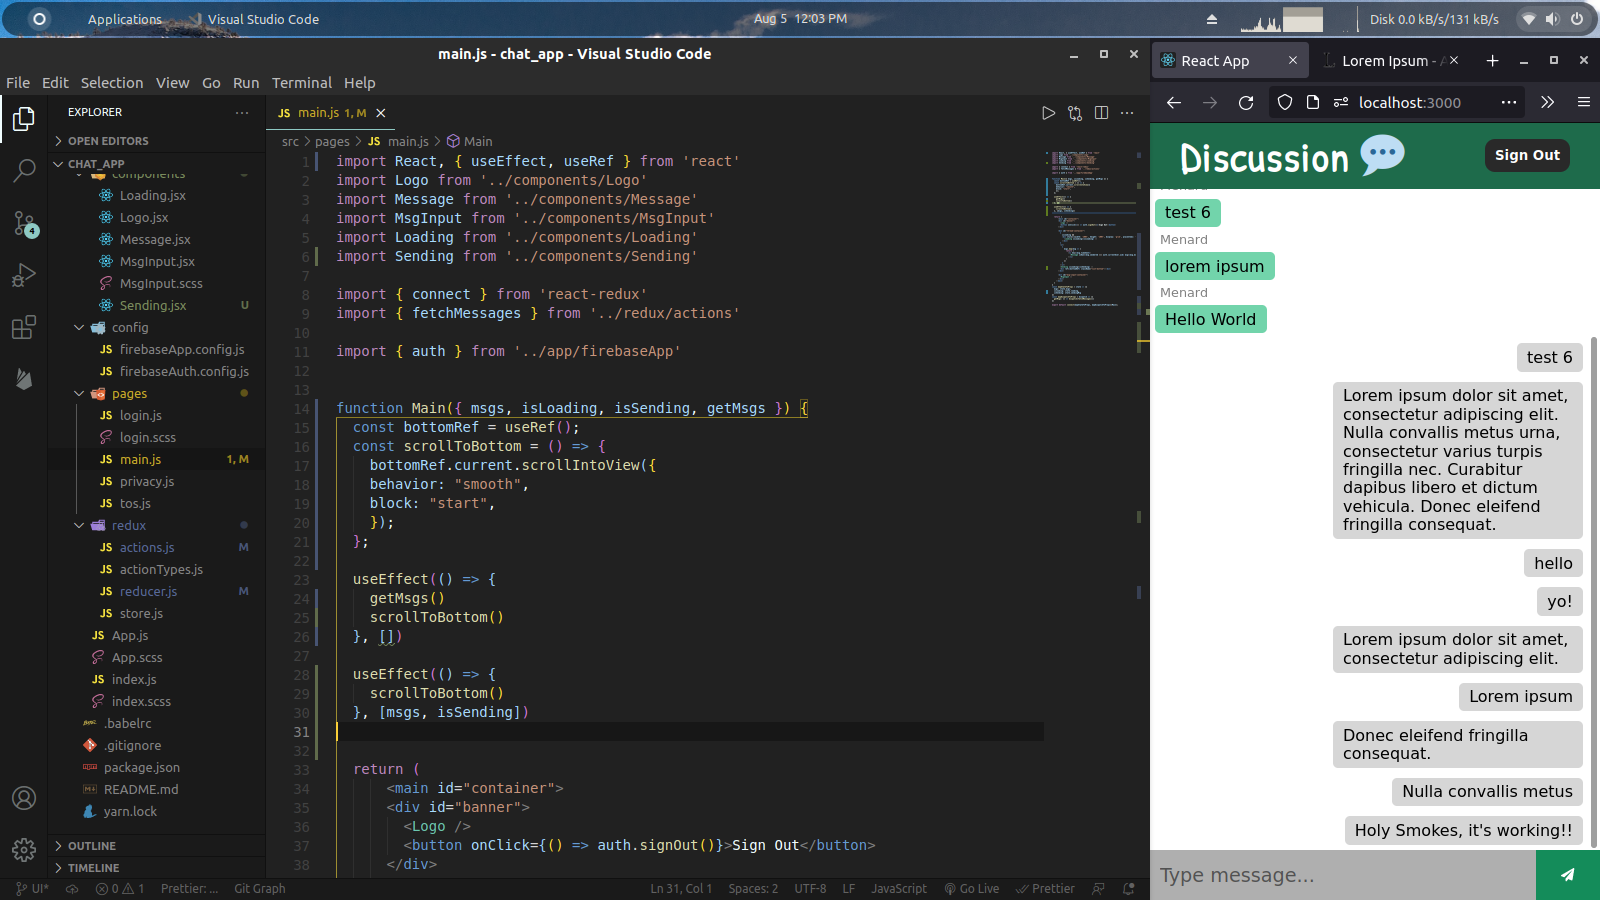 Applications
Visual Studio Code
Aug 5 12:03 PM
Disk 0.0 kB/s/131 kB/s
main.js - chat_app - Visual Studio Code
File Edit Selection View Go Run Terminal Help
EXPLORER
OPEN EDITORS
CHAT_APP
components
Loading.jsx
Logo.jsx
Message.jsx
MsgInput.jsx
MsgInput.scss
Sending.jsx U
config
firebaseApp.config.js
firebaseAuth.config.js
pages
login.js
login.scss
main.js 1, M
privacy.js
tos.js
redux
actions.js M
actionTypes.js
reducer.js M
store.js
App.js
App.scss
index.js
index.scss
.babelrc
.gitignore
package.json
README.md
yarn.lock
OUTLINE
TIMELINE
4
JS main.js 1, M
src > pages > JS main.js > Main
1 import React, { useEffect, useRef } from 'react'
2 import Logo from '../components/Logo'
3 import Message from '../components/Message'
4 import MsgInput from '../components/MsgInput'
5 import Loading from '../components/Loading'
6 import Sending from '../components/Sending'
7
8 import { connect } from 'react-redux'
9 import { fetchMessages } from '../redux/actions'
10
11 import { auth } from '../app/firebaseApp'
12
13
14 function Main({ msgs, isLoading, isSending, getMsgs }) {
15 const bottomRef = useRef();
16 const scrollToBottom = () => {
17 bottomRef.current.scrollIntoView({
18 behavior: "smooth",
19 block: "start",
20 });
21 };
22
23 useEffect(() => {
24 getMsgs()
25 scrollToBottom()
26 }, [])
27
28 useEffect(() => {
29 scrollToBottom()
30 }, [msgs, isSending])
31
32
33 return (
34 <main id="container">
35 <div id="banner">
36 <Logo />
37 <button onClick={() => auth.signOut()}>Sign Out</button>
38 </div>
UI* 0 1 Prettier: ... Git Graph
Ln 31, Col 1 Spaces: 2 UTF-8 LF JavaScript Go Live Prettier
React App
Lorem Ipsum - A
localhost:3000
Discussion
Sign Out
Menard
test 6
Menard
lorem ipsum
Menard
Hello World
test 6
Lorem ipsum dolor sit amet,
consectetur adipiscing elit.
Nulla convallis metus urna,
consectetur varius turpis
fringilla nec. Curabitur
dapibus libero et dictum
vehicula. Donec eleifend
fringilla consequat.
hello
yo!
Lorem ipsum dolor sit amet,
consectetur adipiscing elit.
Lorem ipsum
Donec eleifend fringilla
consequat.
Nulla convallis metus
Holy Smokes, it's working!!
Type message...